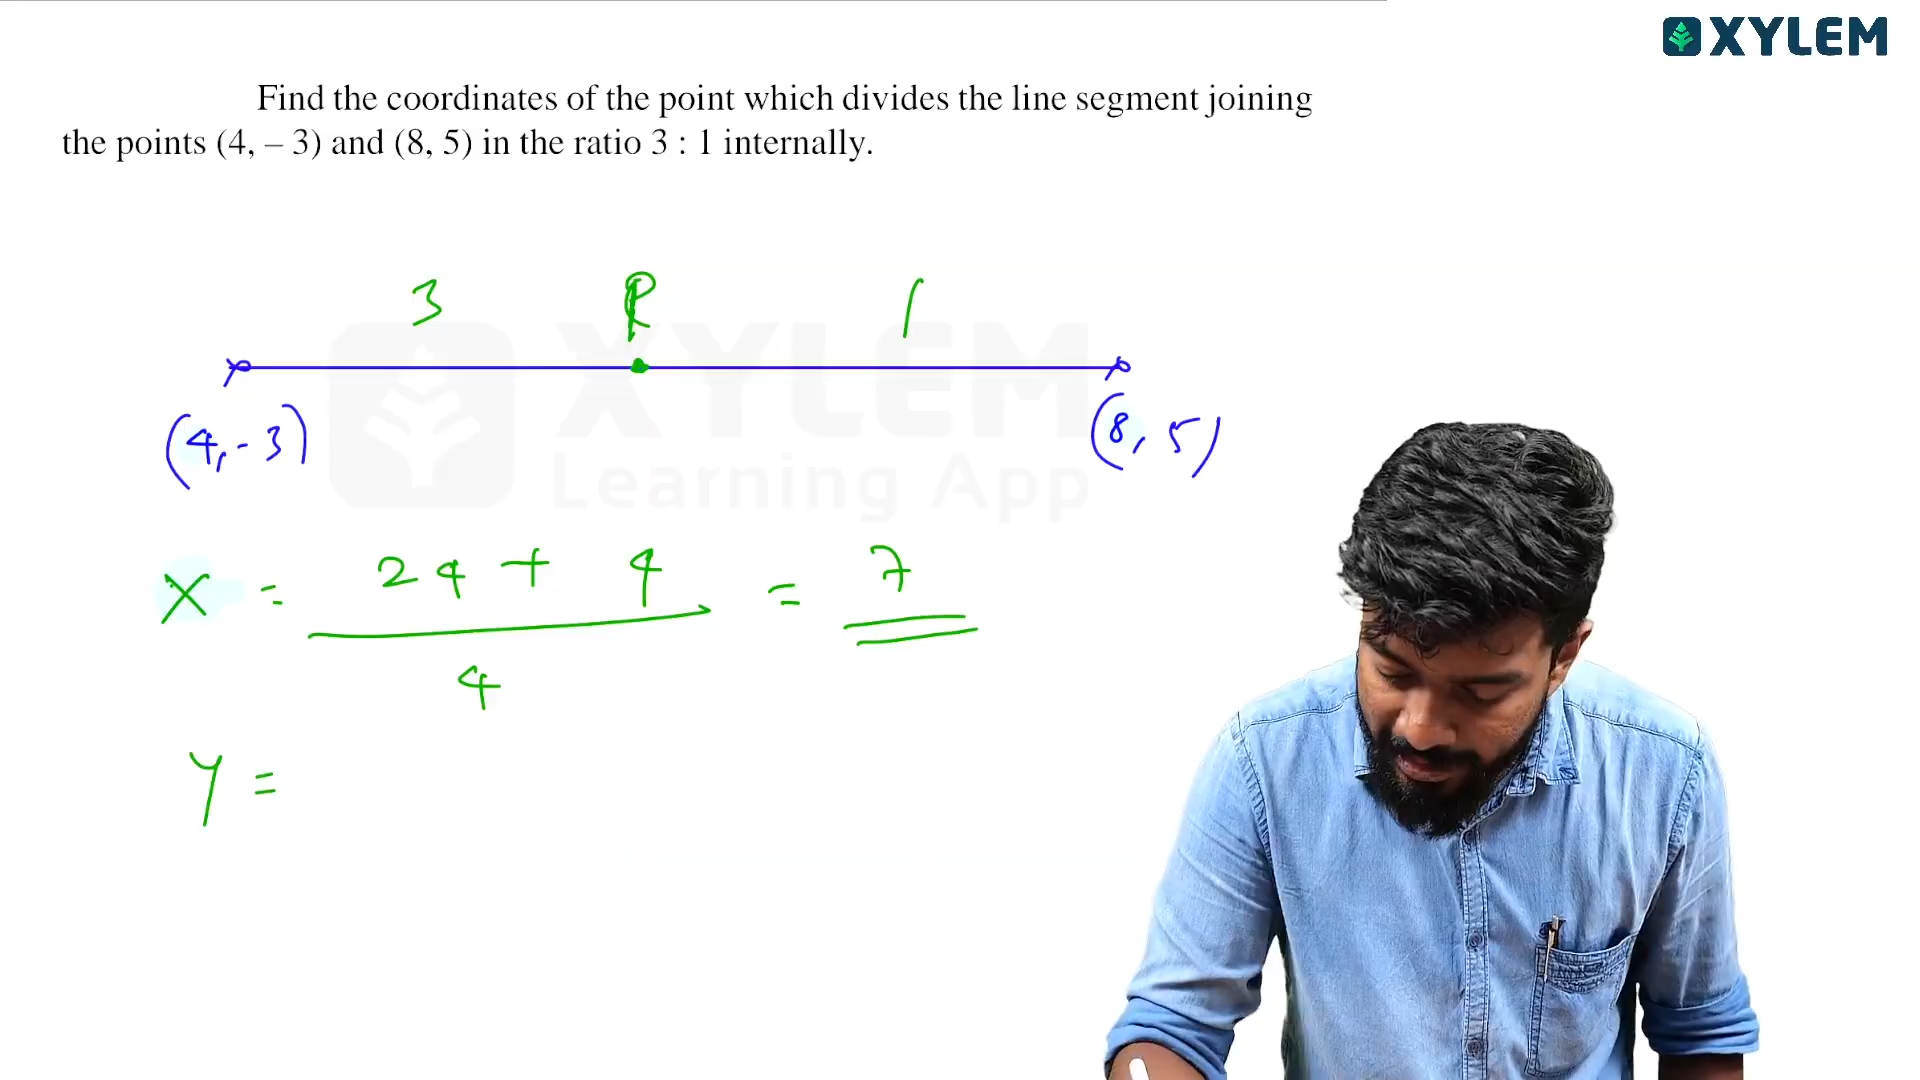 XYLEM
Find the coordinates of the point which divides the line segment joining
the points (4, – 3) and (8, 5) in the ratio 3 : 1 internally.
3 P 1
XYLEM
Learning App
(4, -3) (8, 5)
X = 24 + 4 = 7
4
Y =